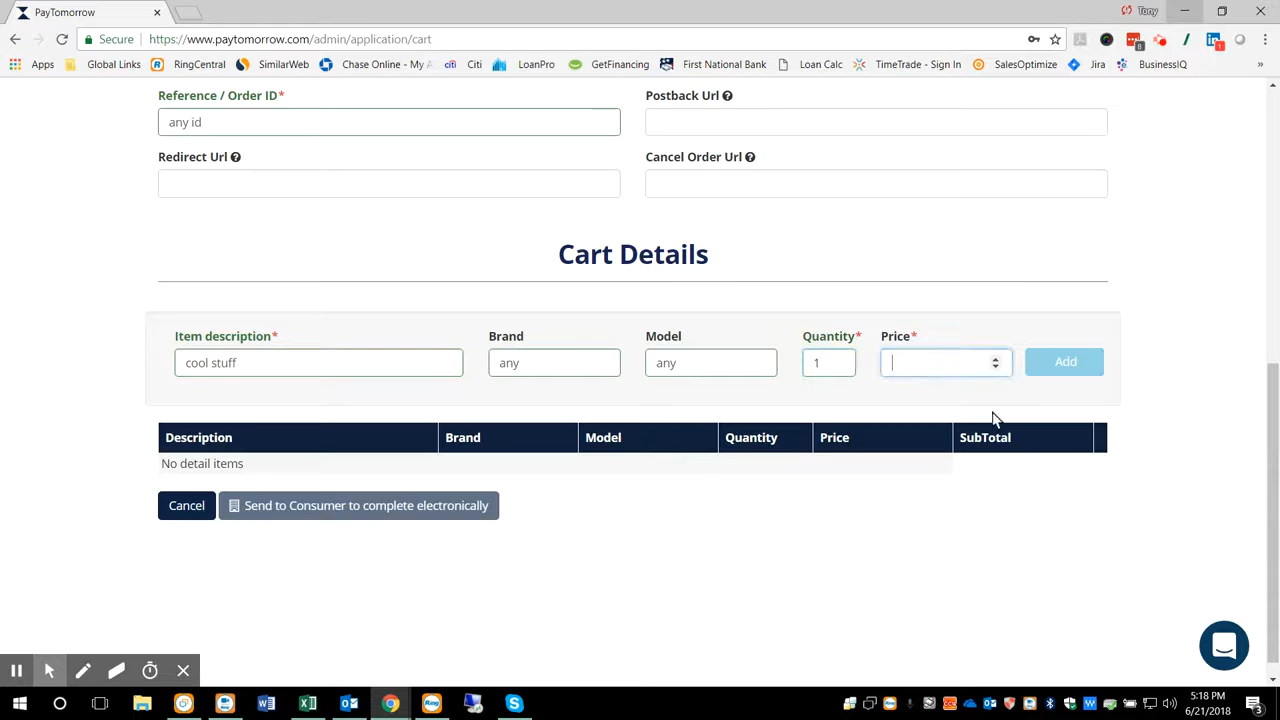 PayTomorrow
Tony
Secure https://www.paytomorrow.com/admin/application/cart
Apps Global Links RingCentral SimilarWeb Chase Online - My A Citi LoanPro GetFinancing First National Bank Loan Calc TimeTrade - Sign In SalesOptimize Jira BusinessIQ »
Reference / Order ID* Postback Url
any id
Redirect Url Cancel Order Url
Cart Details
Item description* Brand Model Quantity* Price*
cool stuff any any 1 Add
Description Brand Model Quantity Price SubTotal
No detail items
Cancel Send to Consumer to complete electronically
5:18 PM
6/21/2018